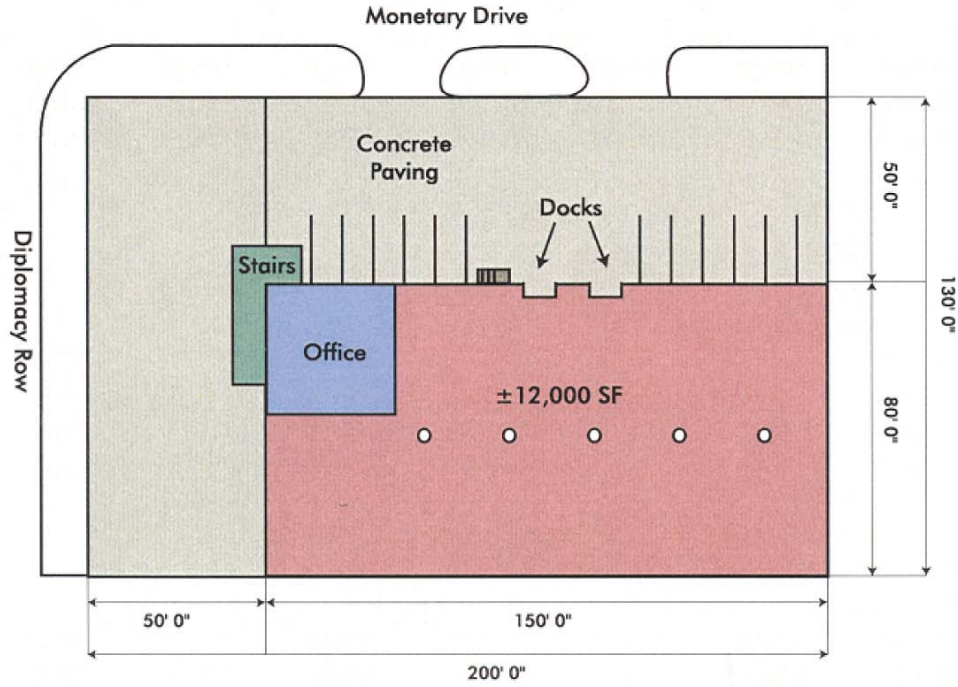 Monetary Drive
Concrete
Paving
Docks
Stairs
Office
±12,000 SF
Diplomacy Row
50' 0"
130' 0"
80' 0"
50' 0"
150' 0"
200' 0"